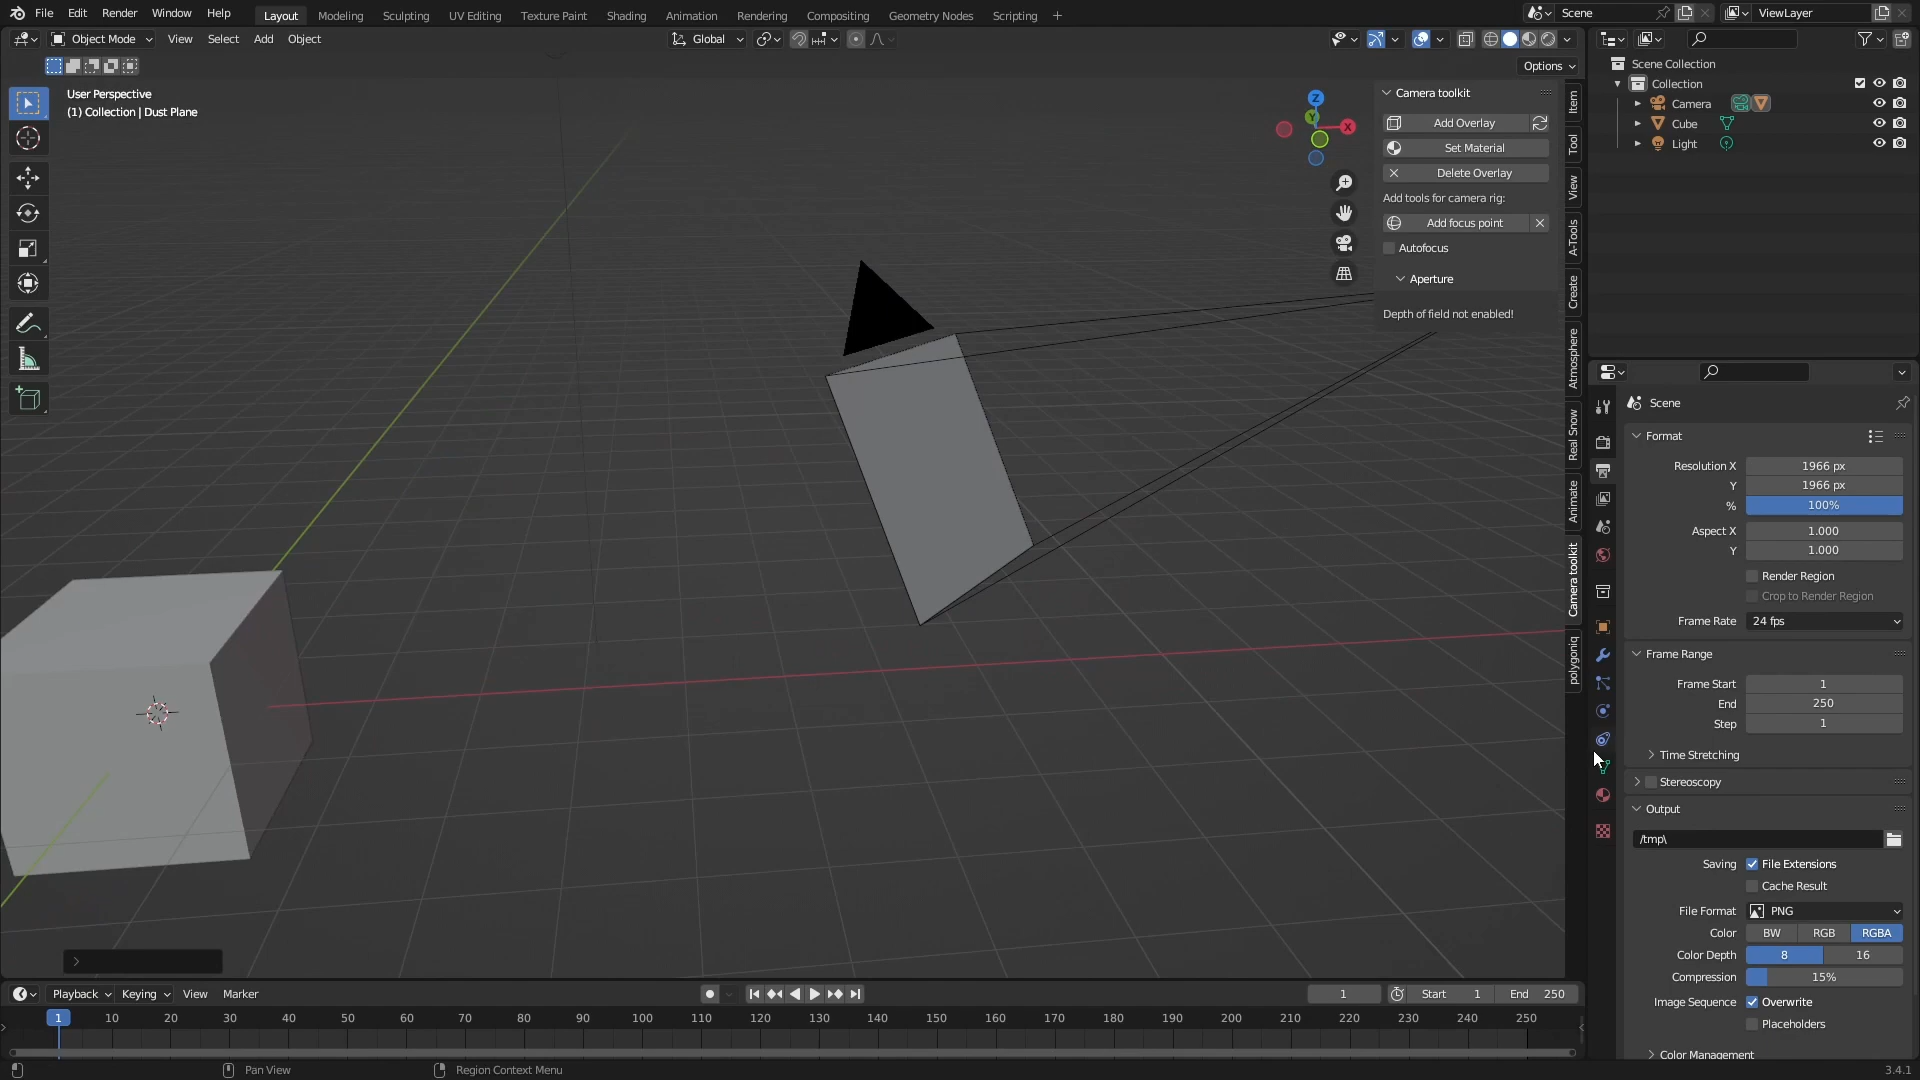 File Edit Render Window Help Layout Modeling Sculpting UV Editing Texture Paint Shading Animation Rendering Compositing Geometry Nodes Scripting + Scene ViewLayer
Object Mode View Select Add Object Global
Options
User Perspective
(1) Collection | Dust Plane
Z
Y
X
Camera toolkit
Add Overlay
Set Material
Delete Overlay
Add tools for camera rig:
Add focus point
Autofocus
Aperture
Depth of field not enabled!
Item
Tool
View
A-Tools
Create
Atmosphere
Real Snow
Animate
Camera toolkit
polygoniq
Scene Collection
Collection
Camera
Cube
Light
Scene
Format
Resolution X 1966 px
Y 1966 px
% 100%
Aspect X 1.000
Y 1.000
Render Region
Crop to Render Region
Frame Rate 24 fps
Frame Range
Frame Start 1
End 250
Step 1
Time Stretching
Stereoscopy
Output
/tmp\
Saving File Extensions
Cache Result
File Format PNG
Color BW RGB RGBA
Color Depth 8 16
Compression 15%
Image Sequence Overwrite
Placeholders
Color Management
Playback Keying View Marker 1 Start 1 End 250
1 10 20 30 40 50 60 70 80 90 100 110 120 130 140 150 160 170 180 190 200 210 220 230 240 250
Pan View Region Context Menu 3.4.1